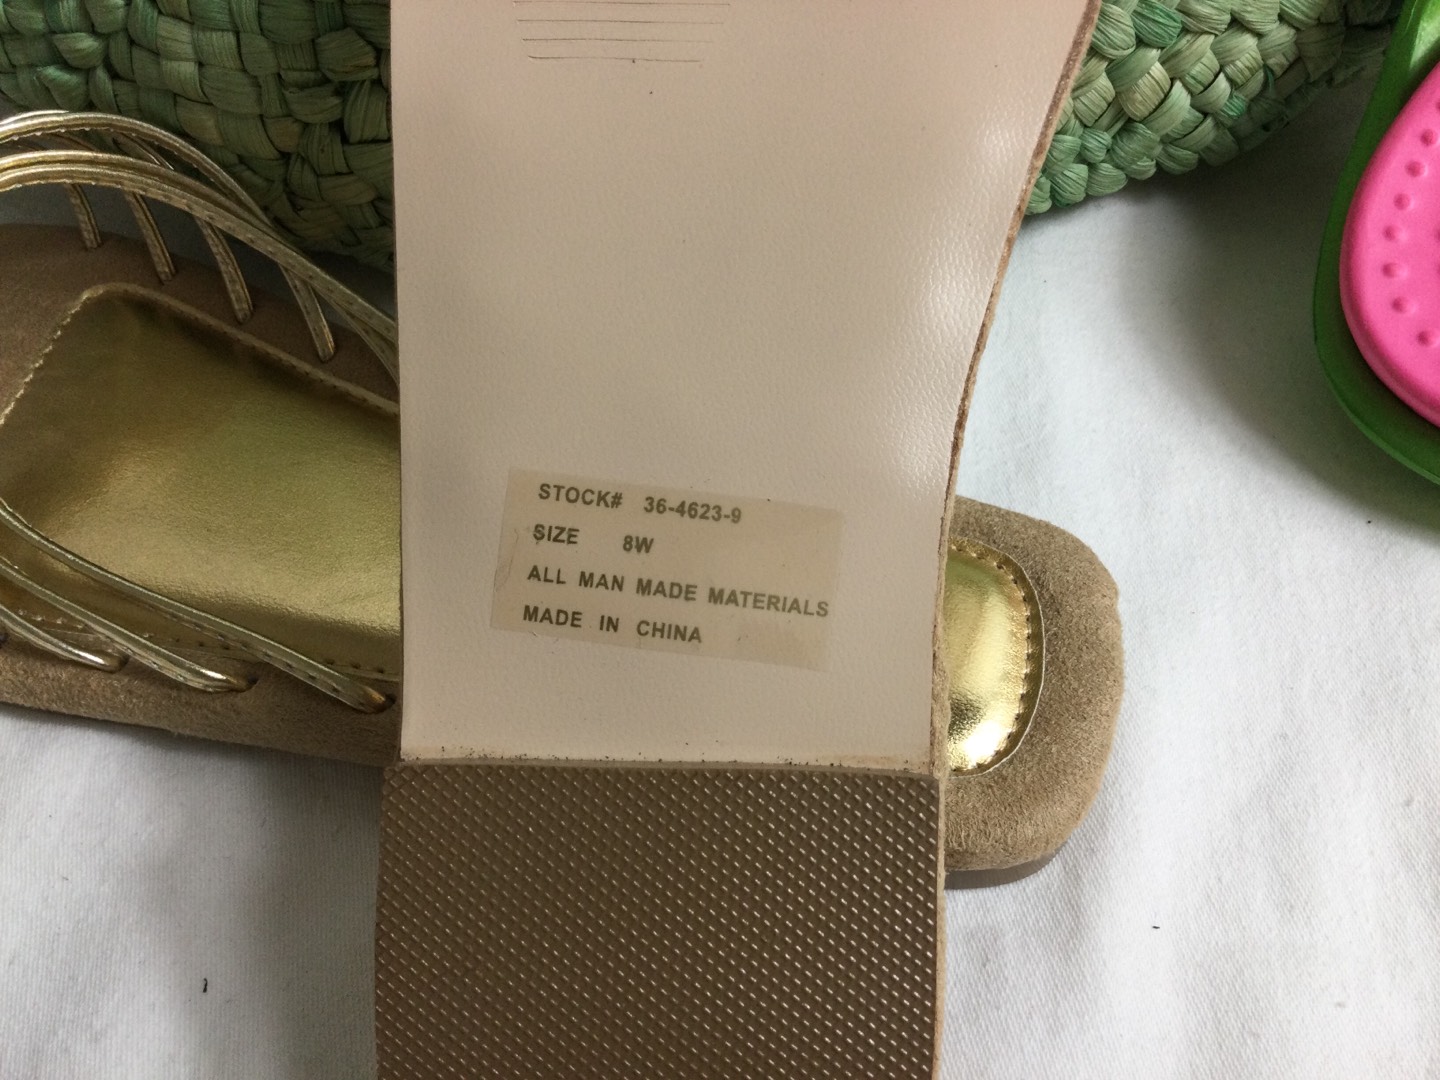 STOCK# 36-4623-9
SIZE 8W
ALL MAN MADE MATERIALS
MADE IN CHINA